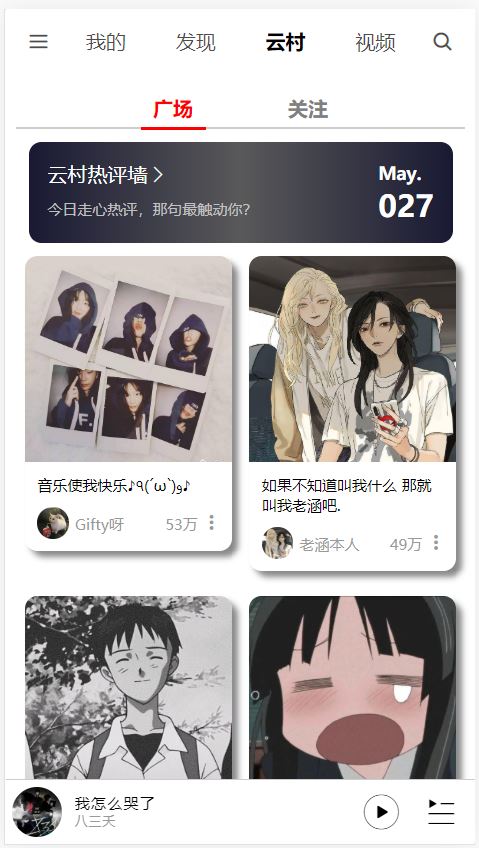 我的 发现 云村 视频
广场 关注
云村热评墙
May.
今日走心热评，那句最触动你?
027
音乐使我快乐♪٩(´ω`)و♪
Gifty呀 53万
如果不知道叫我什么 那就
叫我老涵吧.
老涵本人 49万
我怎么哭了
八三夭